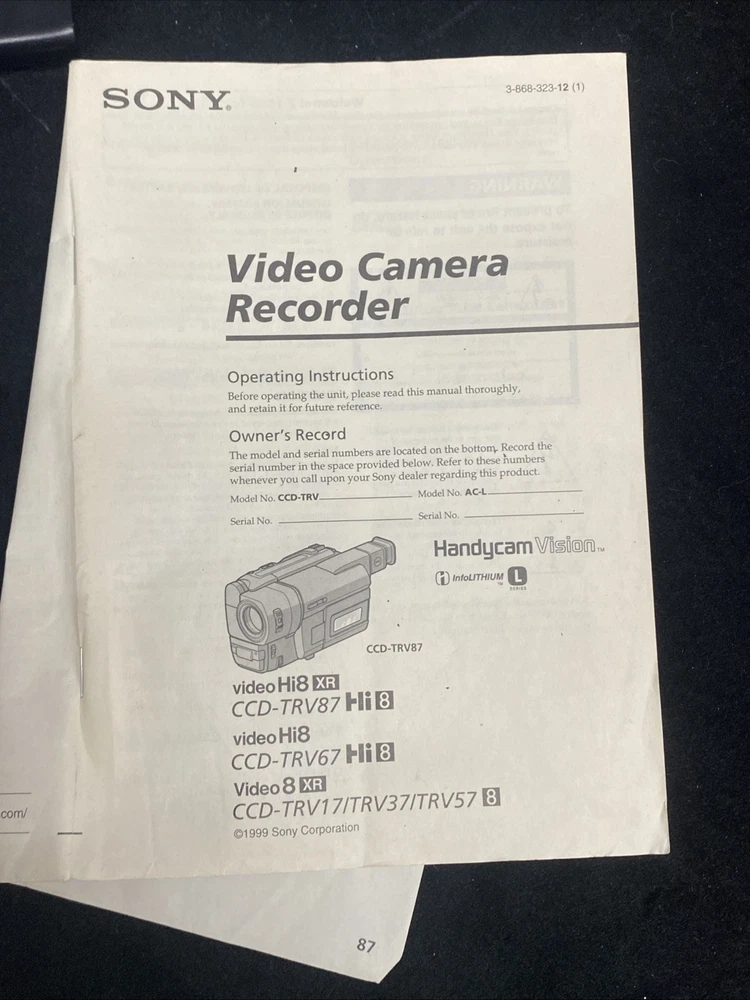 SONY®
3-868-323-12 (1)
Video Camera
Recorder
Operating Instructions
Before operating the unit, please read this manual thoroughly,
and retain it for future reference.
Owner's Record
The model and serial numbers are located on the bottom. Record the
serial number in the space provided below. Refer to these numbers
whenever you call upon your Sony dealer regarding this product.
Model No. CCD-TRV Model No. AC-L
Serial No. Serial No.
Handycam Vision™
InfoLITHIUM™ L SERIES
CCD-TRV87
video Hi8 XR
CCD-TRV87 Hi8
video Hi8
CCD-TRV67 Hi8
Video 8 XR
CCD-TRV17/TRV37/TRV57 8
©1999 Sony Corporation
com/
87